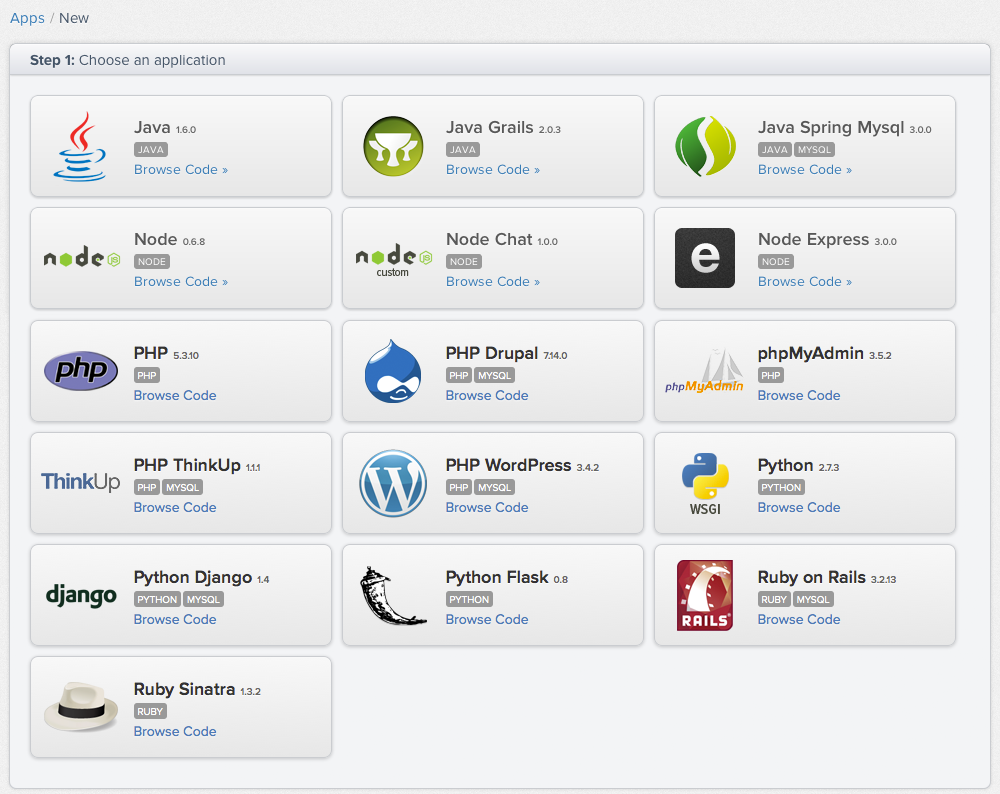 Apps / New
Step 1: Choose an application
Java 1.6.0
JAVA
Browse Code »
Java Grails 2.0.3
JAVA
Browse Code »
Java Spring Mysql 3.0.0
JAVA MYSQL
Browse Code »
node JS
Node 0.6.8
NODE
Browse Code »
node JS
custom
Node Chat 1.0.0
NODE
Browse Code »
e
Node Express 3.0.0
NODE
Browse Code »
php
PHP 5.3.10
PHP
Browse Code
PHP Drupal 7.14.0
PHP MYSQL
Browse Code
phpMyAdmin
phpMyAdmin 3.5.2
PHP
Browse Code
ThinkUp
PHP ThinkUp 1.1.1
PHP MYSQL
Browse Code
W
PHP WordPress 3.4.2
PHP MYSQL
Browse Code
WSGI
Python 2.7.3
PYTHON
Browse Code
django
Python Django 1.4
PYTHON MYSQL
Browse Code
Python Flask 0.8
PYTHON
Browse Code
RAILS
Ruby on Rails 3.2.13
RUBY MYSQL
Browse Code
Ruby Sinatra 1.3.2
RUBY
Browse Code